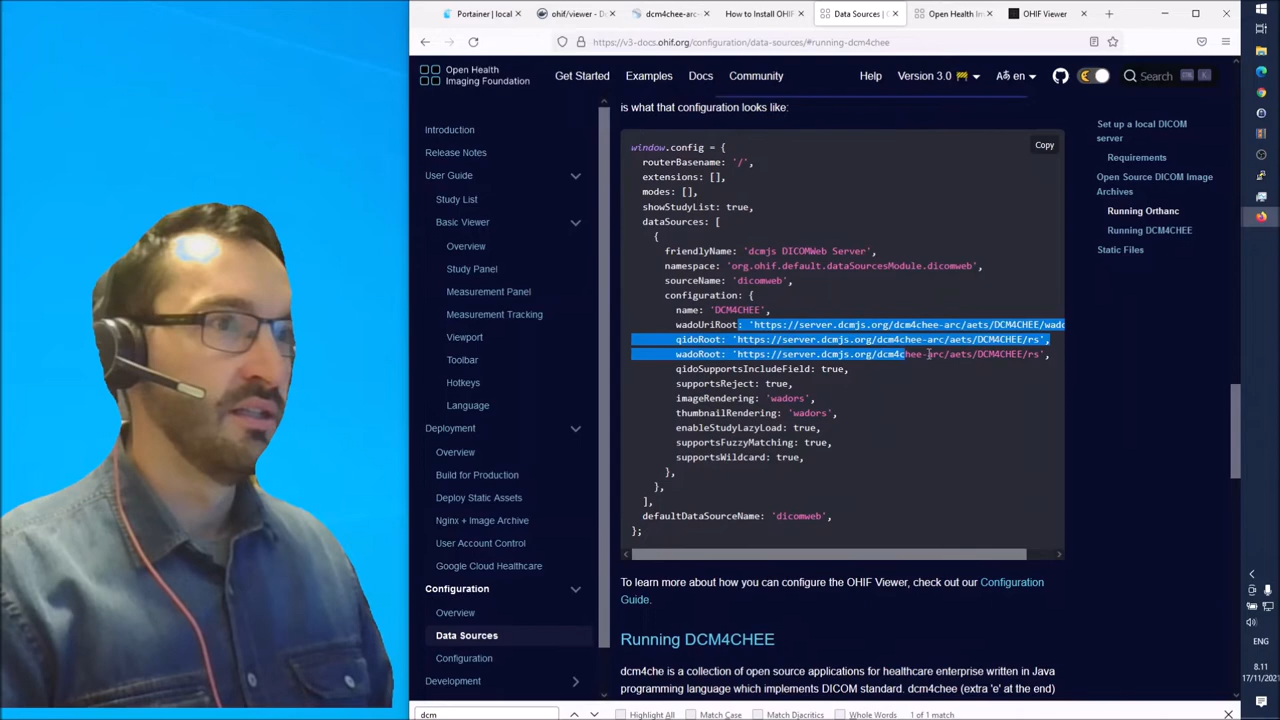 Portainer | local
ohif/viewer - Dc
dcm4chee-arc-
How to Install OHIF
Data Sources | C
Open Health Im
OHIF Viewer
https://v3-docs.ohif.org/configuration/data-sources/#running-dcm4chee
Open Health
Imaging Foundation
Get Started
Examples
Docs
Community
Help
Version 3.0
en
Search
Introduction
Release Notes
User Guide
Study List
Basic Viewer
Overview
Study Panel
Measurement Panel
Measurement Tracking
Viewport
Toolbar
Hotkeys
Language
Deployment
Overview
Build for Production
Deploy Static Assets
Nginx + Image Archive
User Account Control
Google Cloud Healthcare
Configuration
Overview
Data Sources
Configuration
Development
is what that configuration looks like:
Copy
window.config = {
routerBasename: '/',
extensions: [],
modes: [],
showStudyList: true,
dataSources: [
{
friendlyName: 'dcmjs DICOMWeb Server',
namespace: 'org.ohif.default.dataSourcesModule.dicomweb',
sourceName: 'dicomweb',
configuration: {
name: 'DCM4CHEE',
wadoUriRoot: 'https://server.dcmjs.org/dcm4chee-arc/aets/DCM4CHEE/wado
qidoRoot: 'https://server.dcmjs.org/dcm4chee-arc/aets/DCM4CHEE/rs',
wadoRoot: 'https://server.dcmjs.org/dcm4chee-arc/aets/DCM4CHEE/rs',
qidoSupportsIncludeField: true,
supportsReject: true,
imageRendering: 'wadors',
thumbnailRendering: 'wadors',
enableStudyLazyLoad: true,
supportsFuzzyMatching: true,
supportsWildcard: true,
},
},
],
defaultDataSourceName: 'dicomweb',
};
To learn more about how you can configure the OHIF Viewer, check out our Configuration
Guide.
Running DCM4CHEE
dcm4che is a collection of open source applications for healthcare enterprise written in Java
programming language which implements DICOM standard. dcm4chee (extra 'e' at the end)
Set up a local DICOM
server
Requirements
Open Source DICOM Image
Archives
Running Orthanc
Running DCM4CHEE
Static Files
dcm
Highlight All
Match Case
Match Diacritics
Whole Words
1 of 1 match
ENG
8.11
17/11/2021